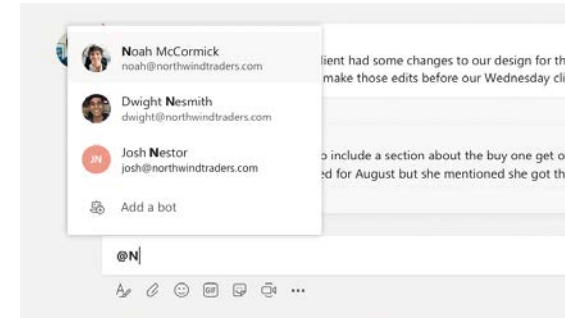 Noah McCormick
noah@northwindtraders.com
lient had some changes to our design for th
make those edits before our Wednesday cli
Dwight Nesmith
dwight@northwindtraders.com
JN
Josh Nestor
josh@northwindtraders.com
o include a section about the buy one get o
ed for August but she mentioned she got th
Add a bot
@N
GIF